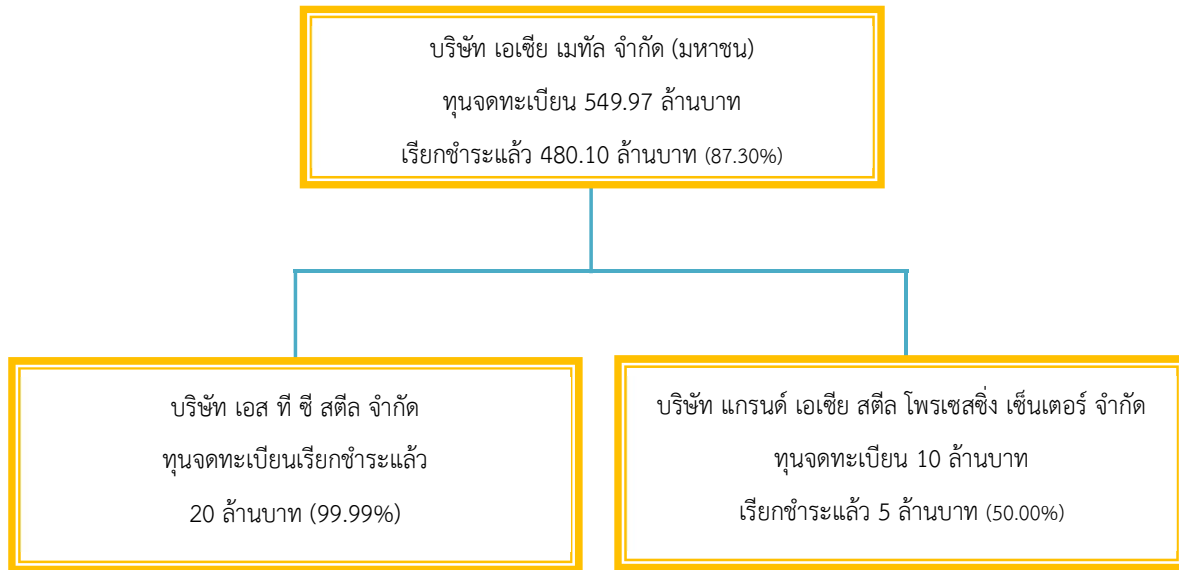 บริษัท เอเซีย เมทัล จำกัด (มหาชน)
ทุนจดทะเบียน 549.97 ล้านบาท
เรียกชำระแล้ว 480.10 ล้านบาท (87.30%)
บริษัท เอส ที ซี สตีล จำกัด
ทุนจดทะเบียนเรียกชำระแล้ว
20 ล้านบาท (99.99%)
บริษัท แกรนด์ เอเซีย สตีล โพรเซสซิ่ง เซ็นเตอร์ จำกัด
ทุนจดทะเบียน 10 ล้านบาท
เรียกชำระแล้ว 5 ล้านบาท (50.00%)